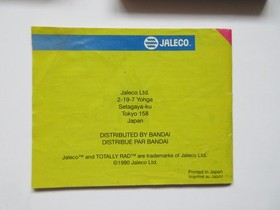 JALECO.
Jaleco Ltd.
2-19-7 Yohga
Setagaya-ku
Tokyo 158
Japan
DISTRIBUTED BY BANDAI
DISTRIBUE PAR BANDAI
Jaleco™ and TOTALLY RAD™ are trademarks of Jaleco Ltd.
©1990 Jaleco Ltd.
Printed in Japan
Imprimé au Japon